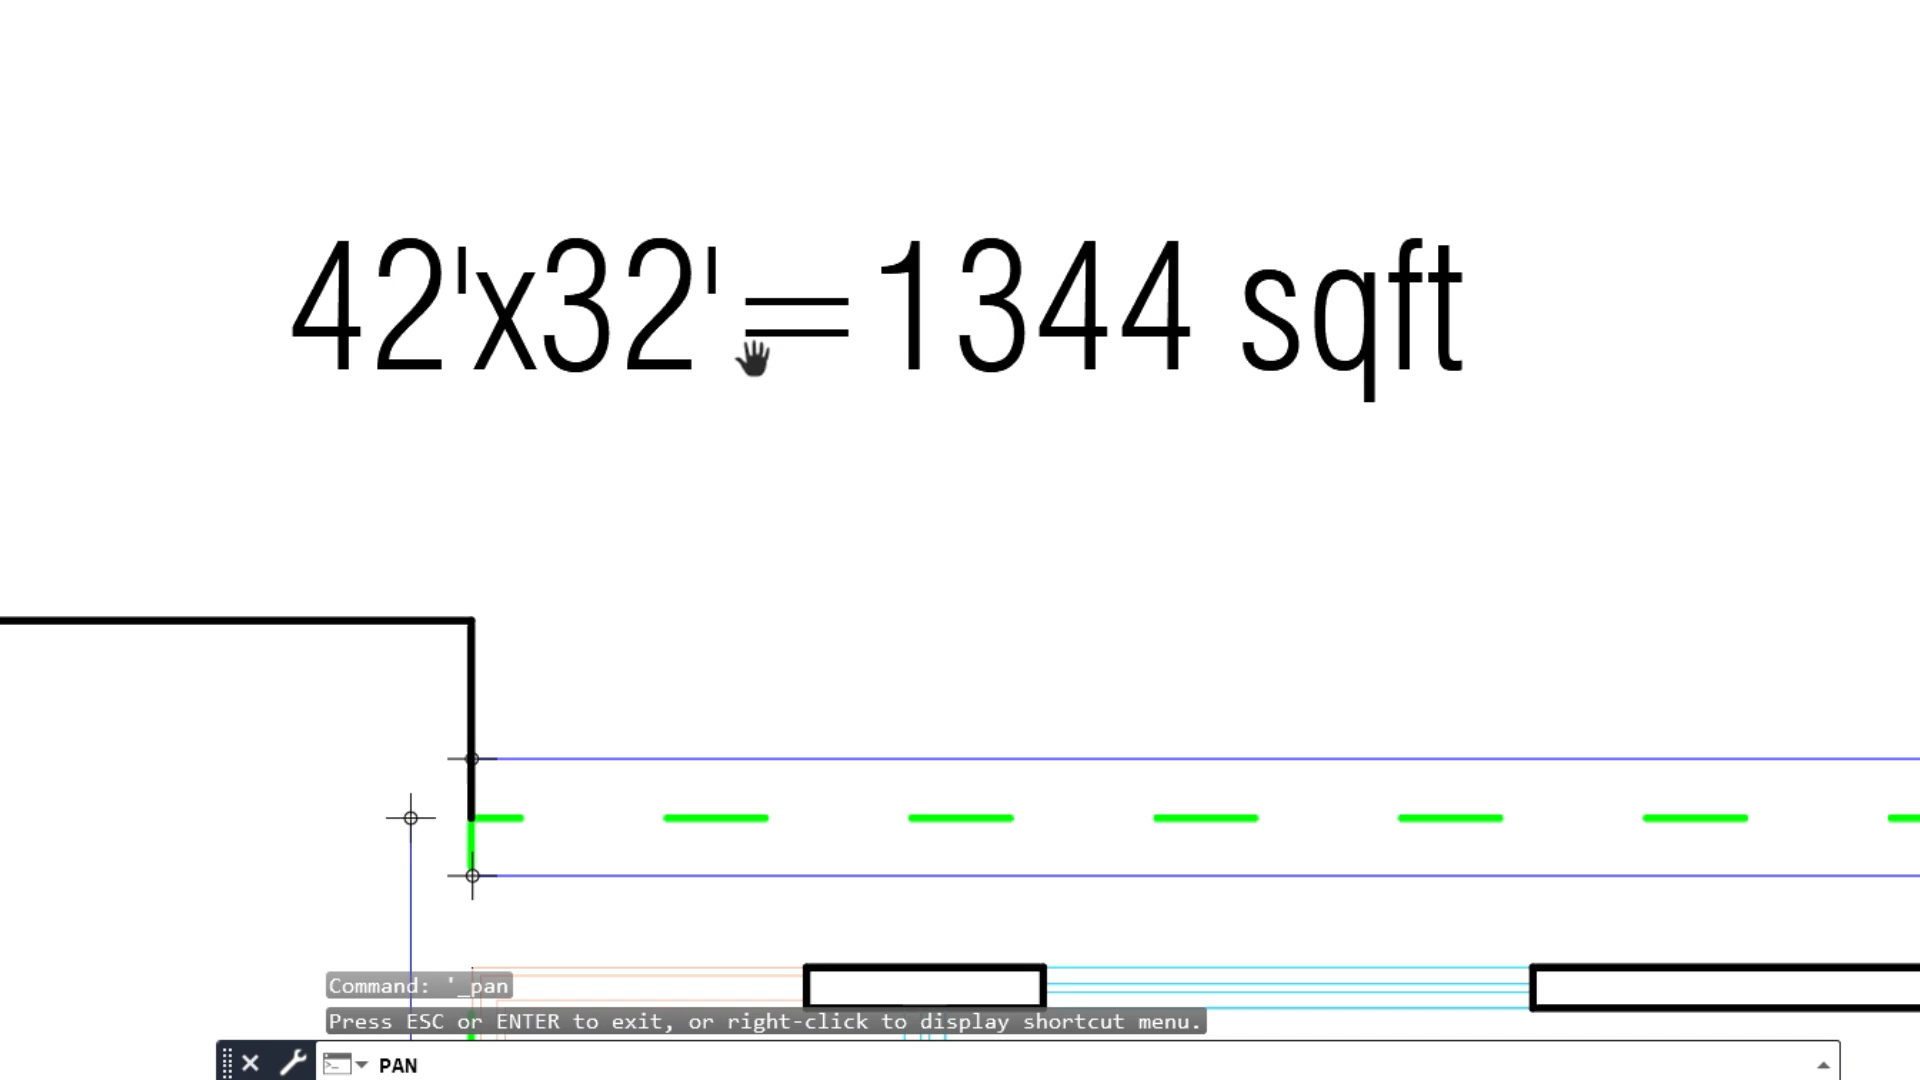 42'x32'=1344 sqft
Command: '_pan
Press ESC or ENTER to exit, or right-click to display shortcut menu.
PAN